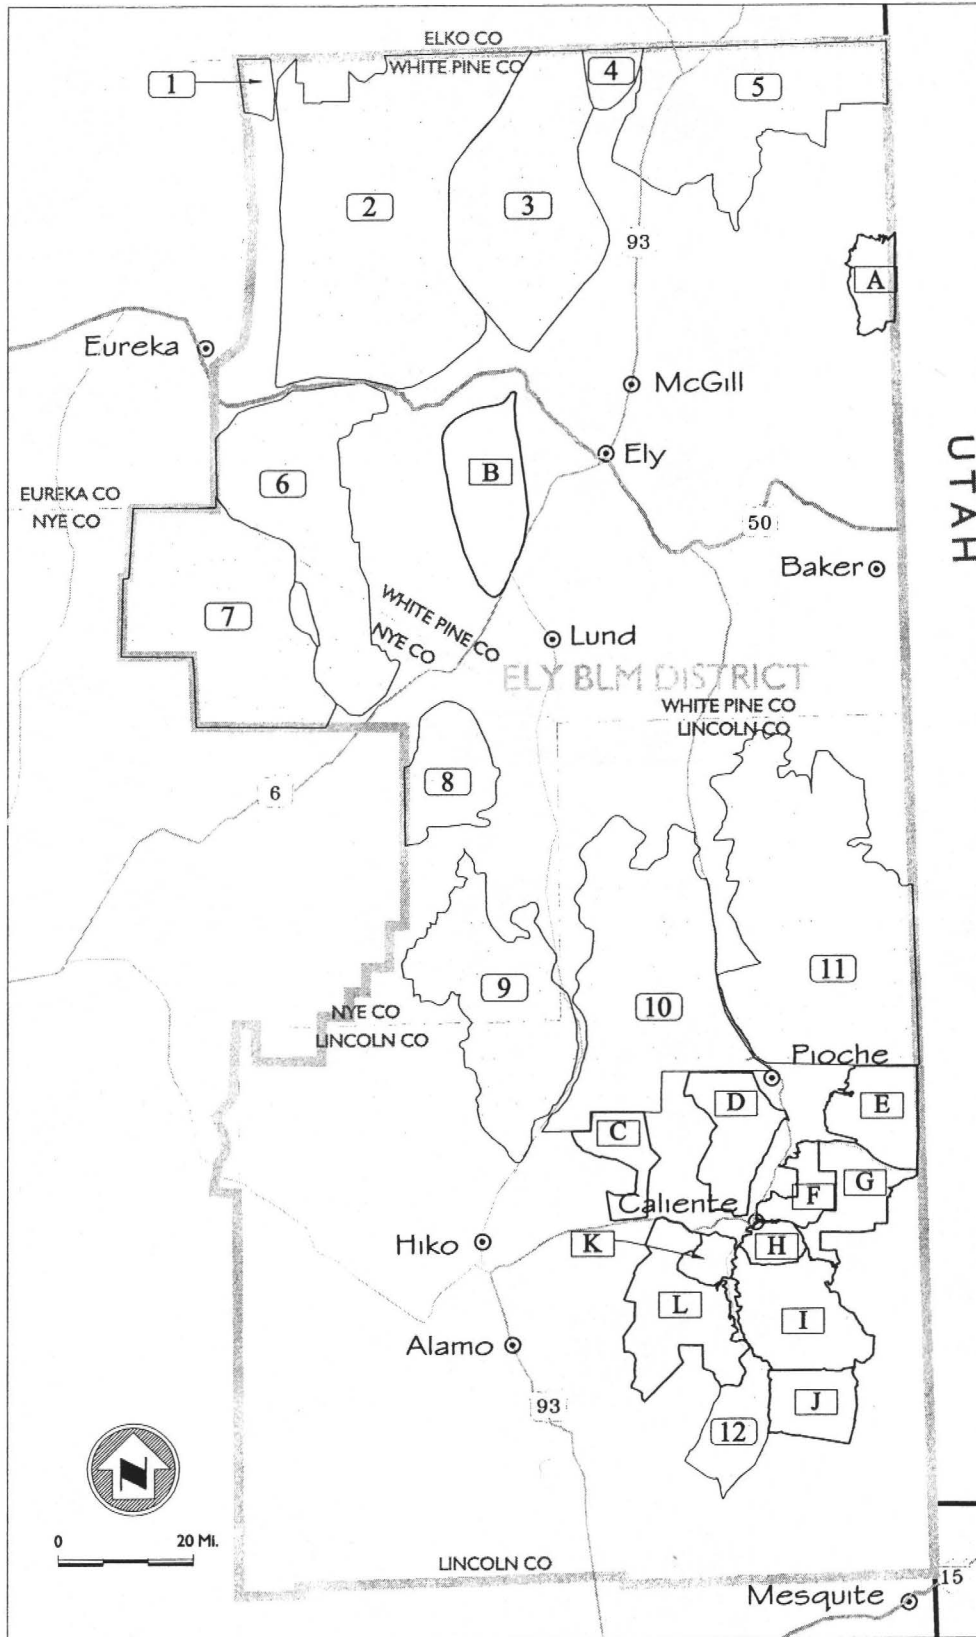 ELKO CO
WHITE PINE CO
1
2
3
4
5
93
A
Eureka
McGill
Ely
6
B
EUREKA CO
NYE CO
50
UTAH
Baker
7
WHITE PINE CO
NYE CO
Lund
ELY BLM DISTRICT
WHITE PINE CO
LINCOLN CO
8
6
9
10
11
NYE CO
LINCOLN CO
Pioche
D
E
C
F
G
Caliente
Hiko
K
H
L
I
Alamo
93
12
J
N
0 20 MI.
LINCOLN CO
15
Mesquite